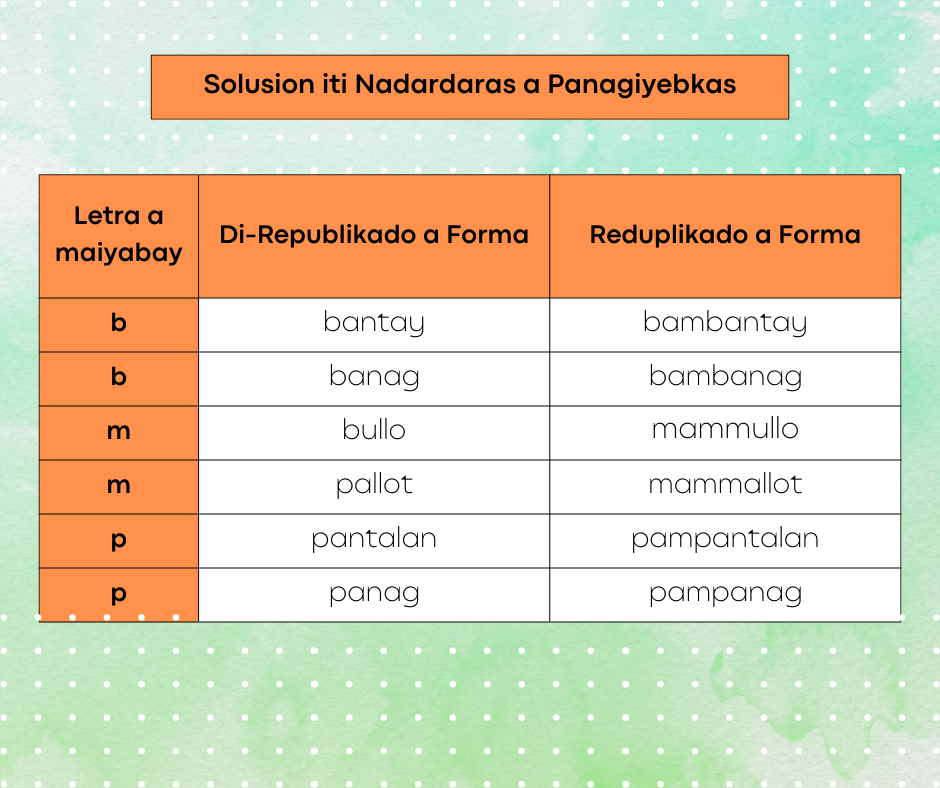 Solusion iti Nadardaras a Panagiyebkas
Letra a
maiyabay
Di-Republikado a Forma
Reduplikado a Forma
b bantay bambantay
b banag bambanag
m bullo mammullo
m pallot mammallot
p pantalan pampantalan
p panag pampanag